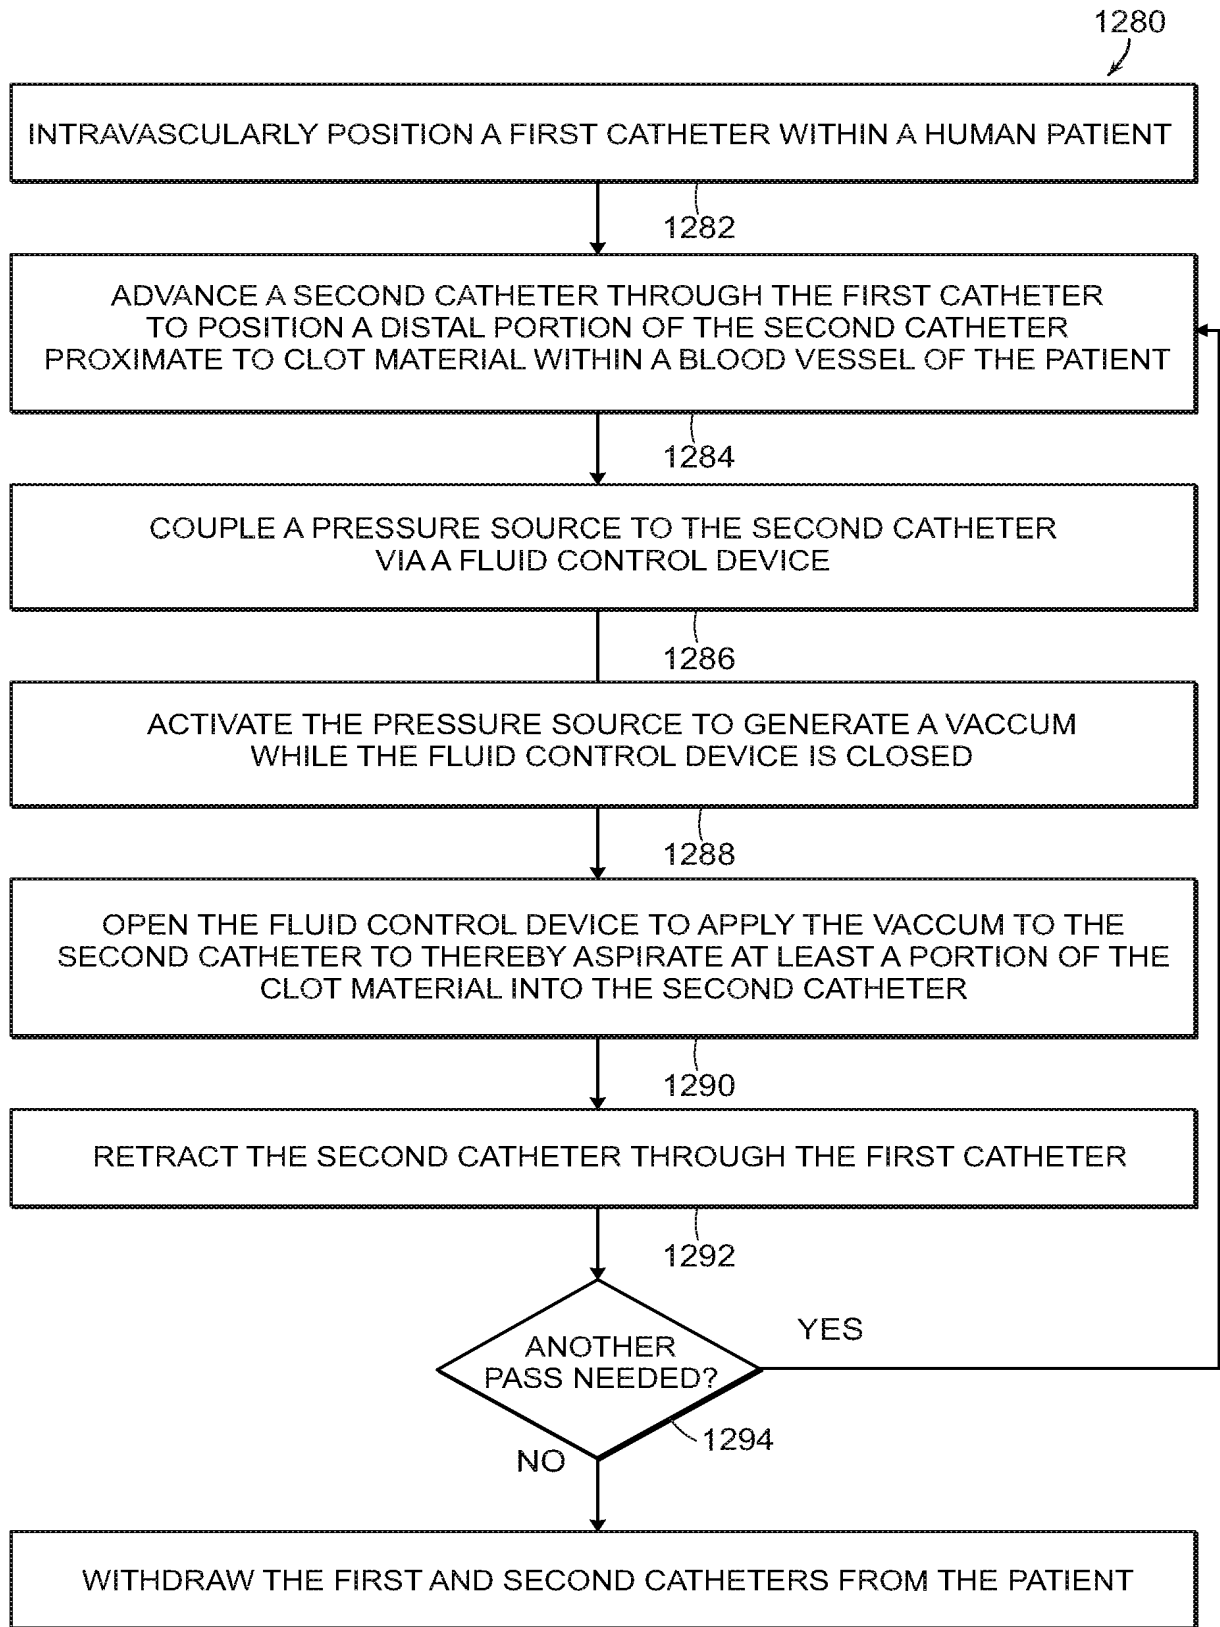 1280
INTRAVASCULARLY POSITION A FIRST CATHETER WITHIN A HUMAN PATIENT
1282
ADVANCE A SECOND CATHETER THROUGH THE FIRST CATHETER
TO POSITION A DISTAL PORTION OF THE SECOND CATHETER
PROXIMATE TO CLOT MATERIAL WITHIN A BLOOD VESSEL OF THE PATIENT
1284
COUPLE A PRESSURE SOURCE TO THE SECOND CATHETER
VIA A FLUID CONTROL DEVICE
1286
ACTIVATE THE PRESSURE SOURCE TO GENERATE A VACCUM
WHILE THE FLUID CONTROL DEVICE IS CLOSED
1288
OPEN THE FLUID CONTROL DEVICE TO APPLY THE VACCUM TO THE
SECOND CATHETER TO THEREBY ASPIRATE AT LEAST A PORTION OF THE
CLOT MATERIAL INTO THE SECOND CATHETER
1290
RETRACT THE SECOND CATHETER THROUGH THE FIRST CATHETER
1292
YES
ANOTHER
PASS NEEDED?
1294
NO
WITHDRAW THE FIRST AND SECOND CATHETERS FROM THE PATIENT